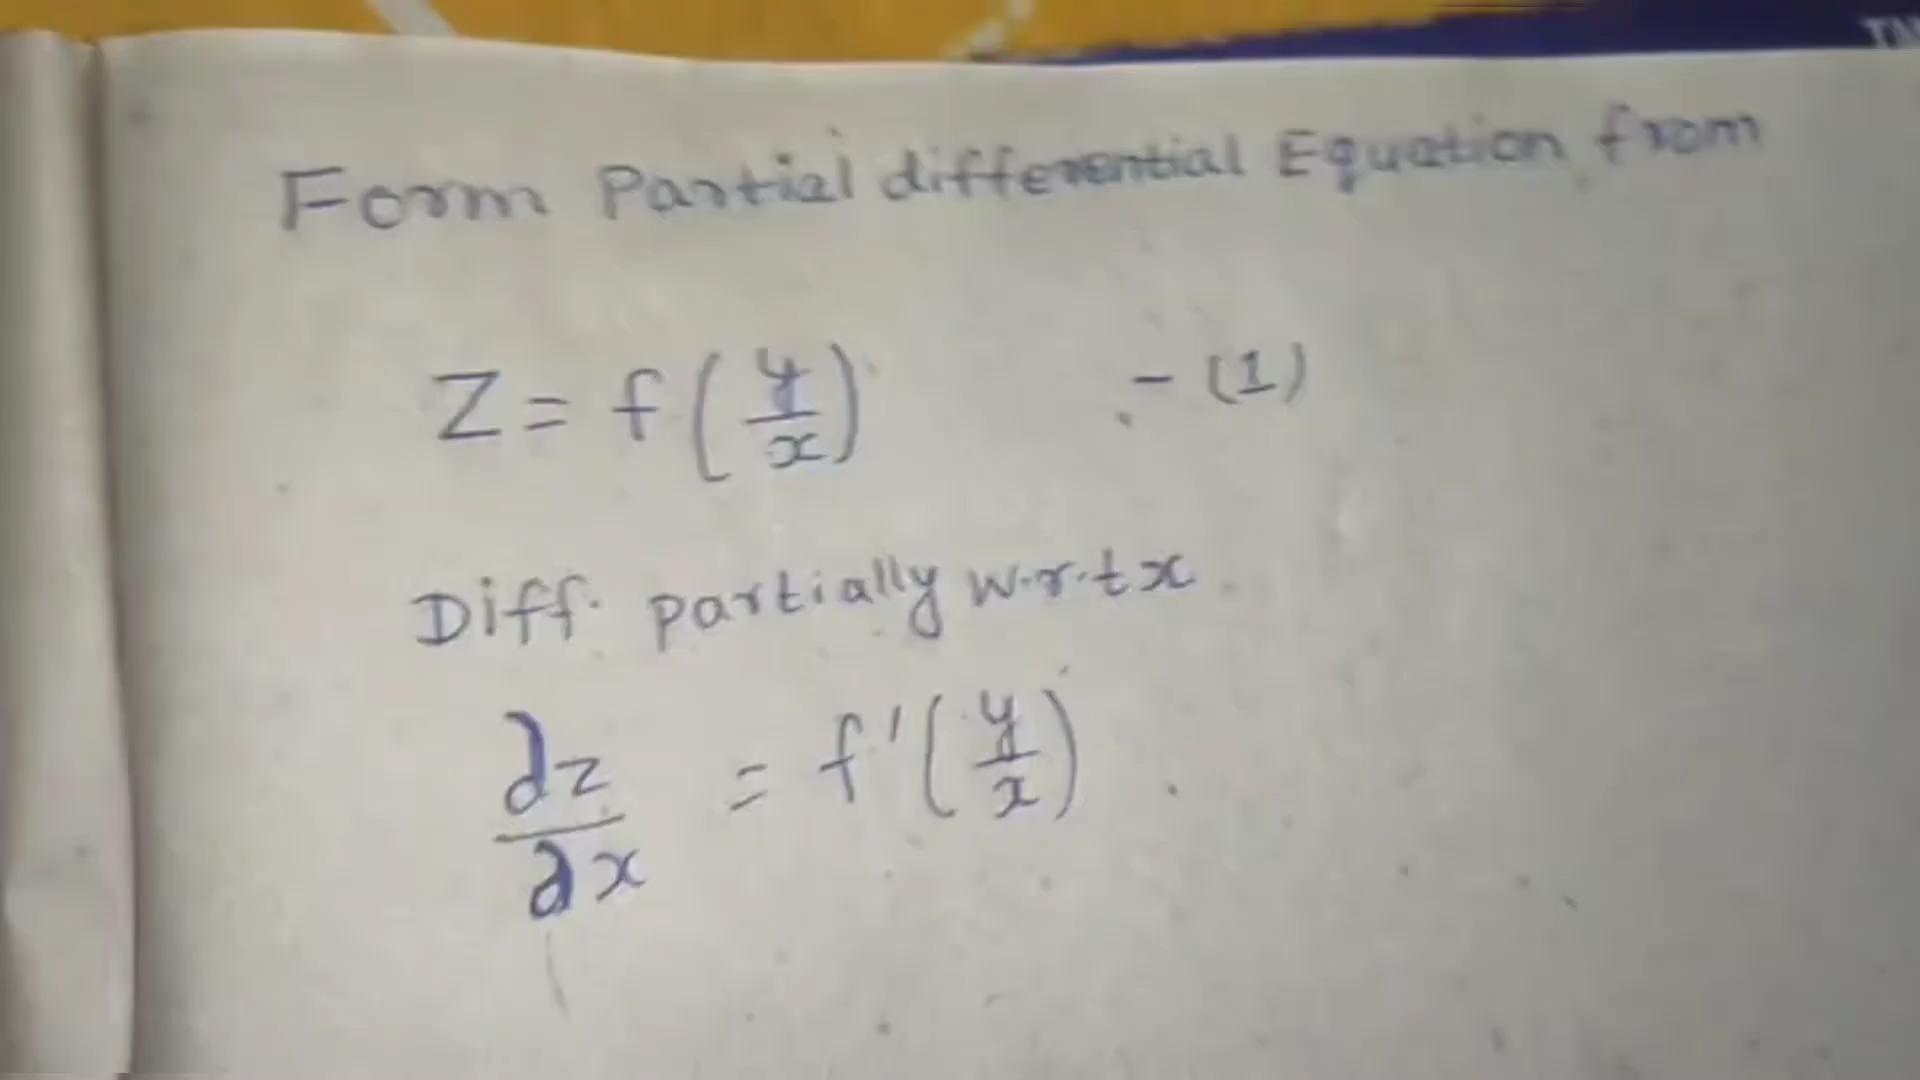 Form Partial differential Equation from
Z = f(y/x) - (1)
Diff. partially w.r.t x
∂z/∂x = f'(y/x)